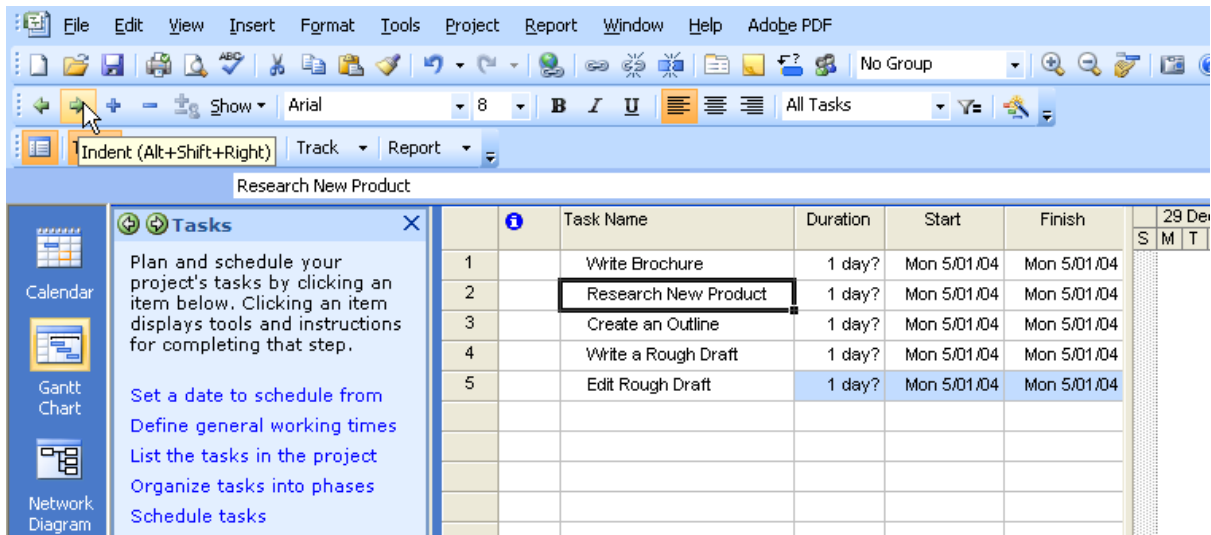 File Edit View Insert Format Tools Project Report Window Help Adobe PDF
ABC No Group
Show Arial 8 B I U All Tasks
Indent (Alt+Shift+Right) Track Report
Research New Product
Tasks
Plan and schedule your
project's tasks by clicking an
item below. Clicking an item
displays tools and instructions
for completing that step.
Set a date to schedule from
Define general working times
List the tasks in the project
Organize tasks into phases
Schedule tasks
Calendar
Gantt
Chart
Network
Diagram
Task Name Duration Start Finish 29 Dec
S M T
1 Write Brochure 1 day? Mon 5/01/04 Mon 5/01/04
2 Research New Product 1 day? Mon 5/01/04 Mon 5/01/04
3 Create an Outline 1 day? Mon 5/01/04 Mon 5/01/04
4 Write a Rough Draft 1 day? Mon 5/01/04 Mon 5/01/04
5 Edit Rough Draft 1 day? Mon 5/01/04 Mon 5/01/04